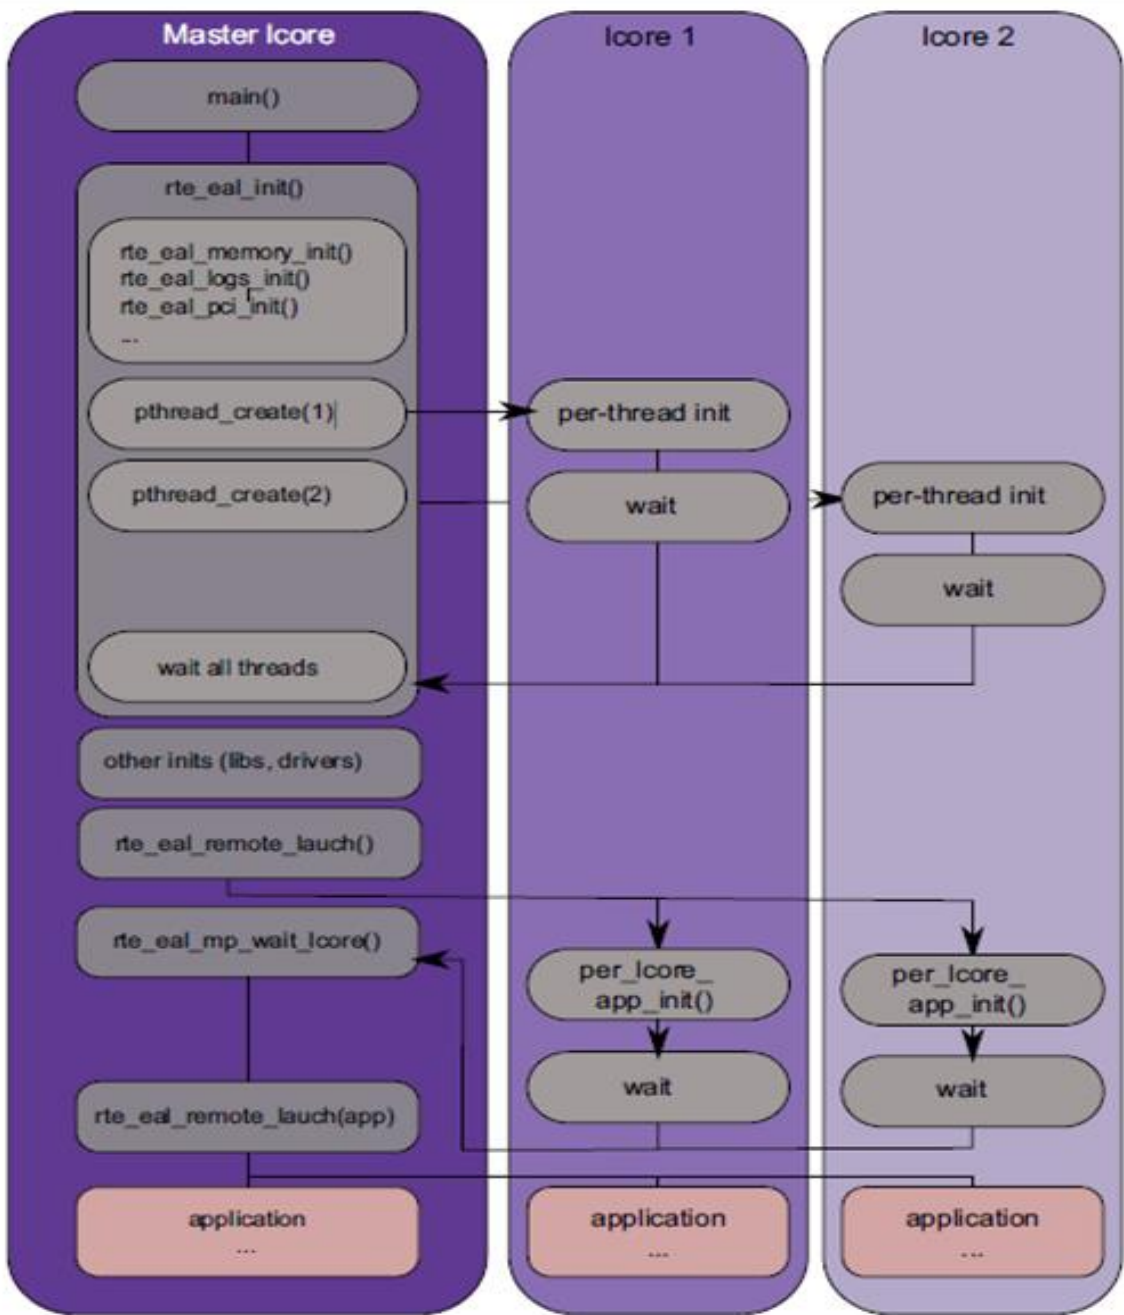 Master lcore
main()
rte_eal_init()
rte_eal_memory_init()
rte_eal_logs_init()
rte_eal_pci_init()
...
pthread_create(1)
pthread_create(2)
wait all threads
other inits (libs, drivers)
rte_eal_remote_lauch()
rte_eal_mp_wait_lcore()
rte_eal_remote_lauch(app)
application
...
lcore 1
per-thread init
wait
per_lcore_
app_init()
wait
application
...
lcore 2
per-thread init
wait
per_lcore_
app_init()
wait
application
...